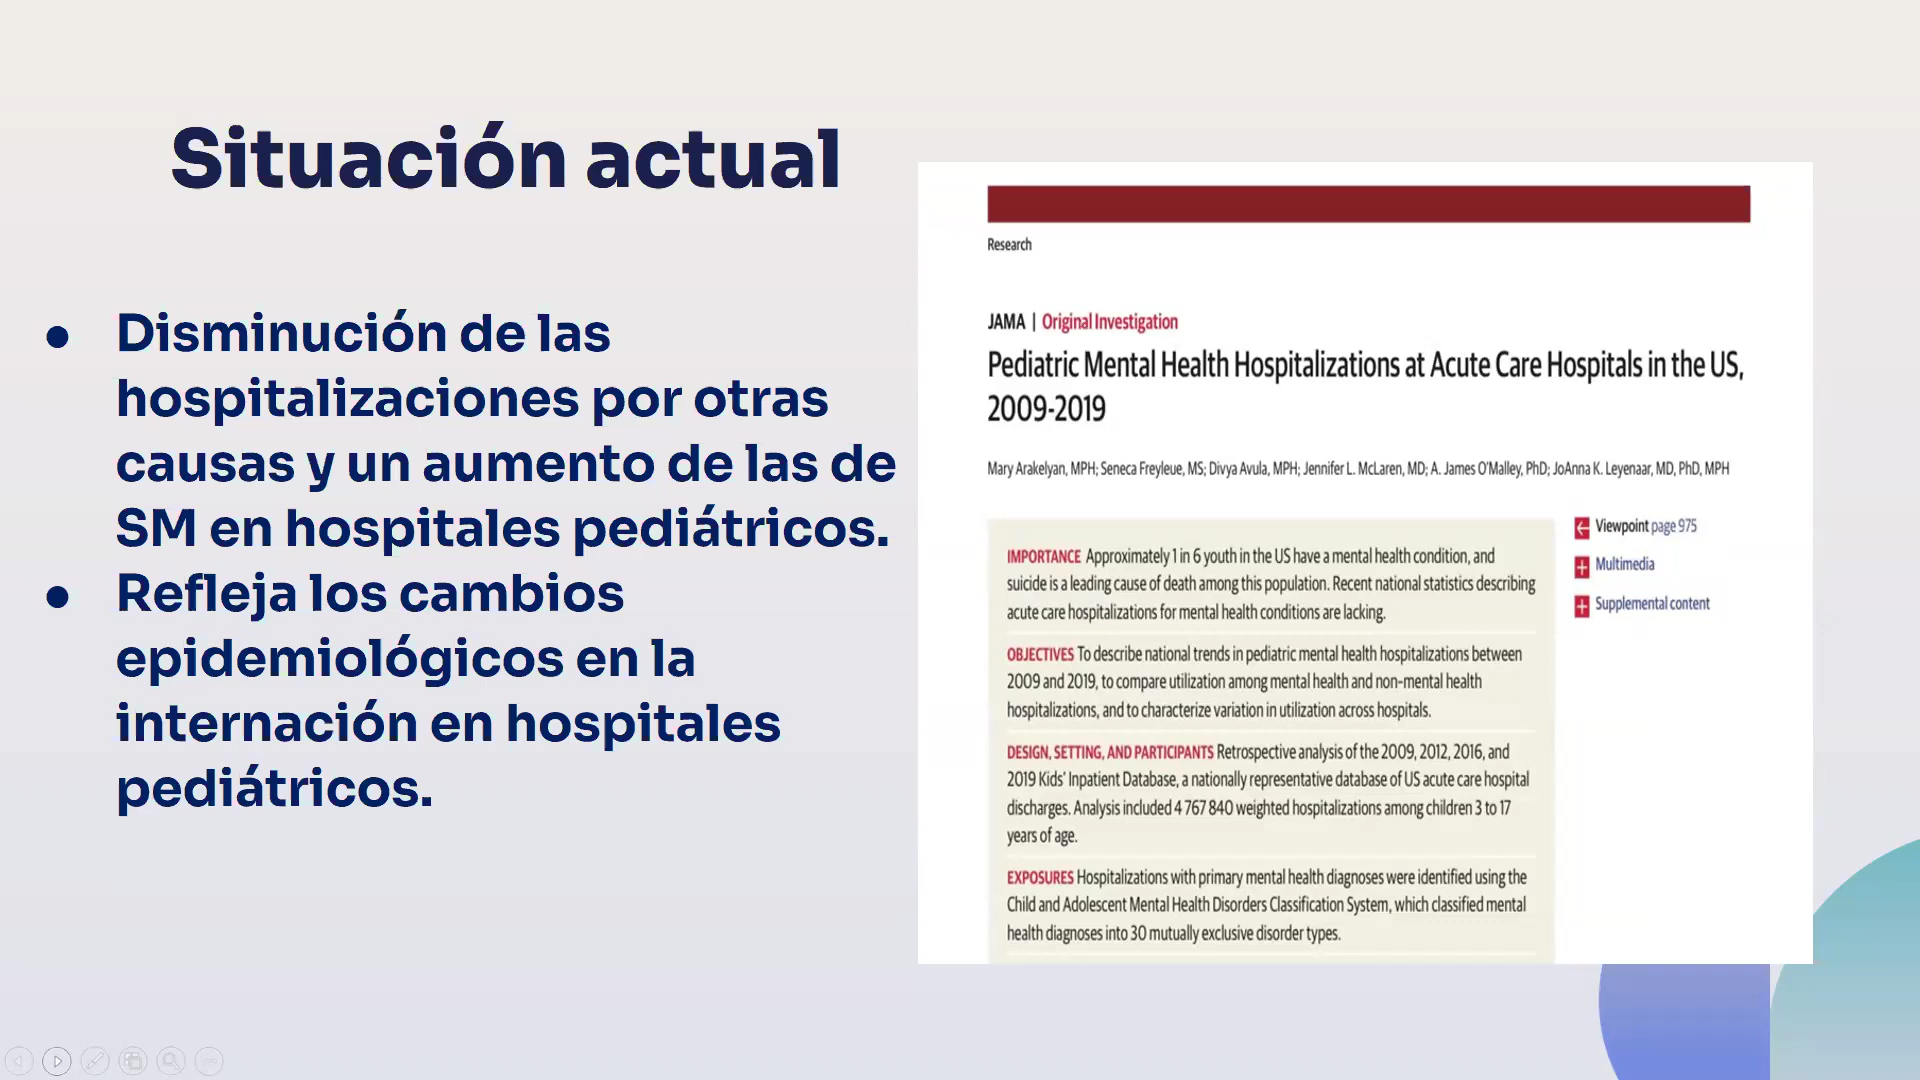 Situación actual
● Disminución de las
hospitalizaciones por otras
causas y un aumento de las de
SM en hospitales pediátricos.
● Refleja los cambios
epidemiológicos en la
internación en hospitales
pediátricos.
Research
JAMA | Original Investigation
Pediatric Mental Health Hospitalizations at Acute Care Hospitals in the US,
2009-2019
Mary Arakelyan, MPH; Seneca Freyleue, MS; Divya Avula, MPH; Jennifer L. McLaren, MD; A. James O'Malley, PhD; JoAnna K. Leyenaar, MD, PhD, MPH
IMPORTANCE Approximately 1 in 6 youth in the US have a mental health condition, and
suicide is a leading cause of death among this population. Recent national statistics describing
acute care hospitalizations for mental health conditions are lacking.
OBJECTIVES To describe national trends in pediatric mental health hospitalizations between
2009 and 2019, to compare utilization among mental health and non-mental health
hospitalizations, and to characterize variation in utilization across hospitals.
DESIGN, SETTING, AND PARTICIPANTS Retrospective analysis of the 2009, 2012, 2016, and
2019 Kids' Inpatient Database, a nationally representative database of US acute care hospital
discharges. Analysis included 4 767 840 weighted hospitalizations among children 3 to 17
years of age.
EXPOSURES Hospitalizations with primary mental health diagnoses were identified using the
Child and Adolescent Mental Health Disorders Classification System, which classified mental
health diagnoses into 30 mutually exclusive disorder types.
Viewpoint page 975
Multimedia
Supplemental content